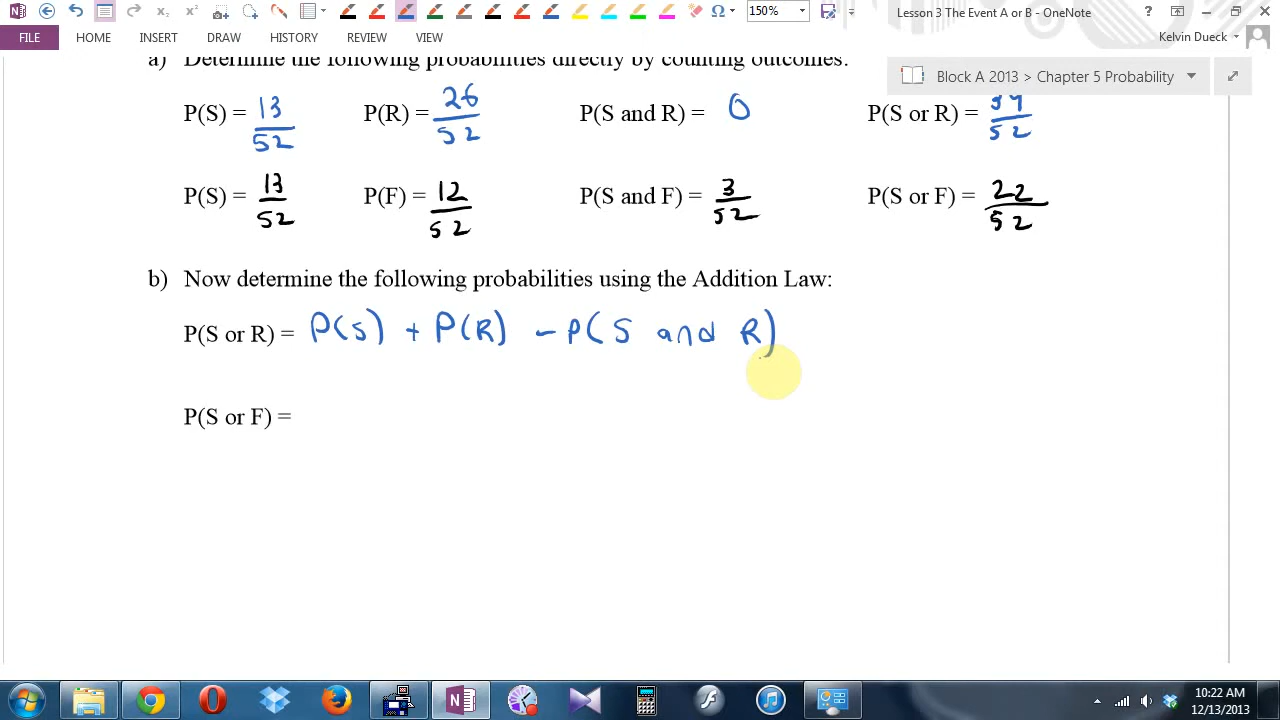 150%
Lesson 3 The Event A or B - OneNote
FILE HOME INSERT DRAW HISTORY REVIEW VIEW
Kelvin Dueck
a) Determine the following probabilities directly by counting outcomes:
Block A 2013 > Chapter 5 Probability
P(S) = 13/52 P(R) = 26/52 P(S and R) = 0 P(S or R) = 39/52
P(S) = 13/52 P(F) = 12/52 P(S and F) = 3/52 P(S or F) = 22/52
b) Now determine the following probabilities using the Addition Law:
P(S or R) = P(S) + P(R) - P(S and R)
P(S or F) =
10:22 AM
12/13/2013